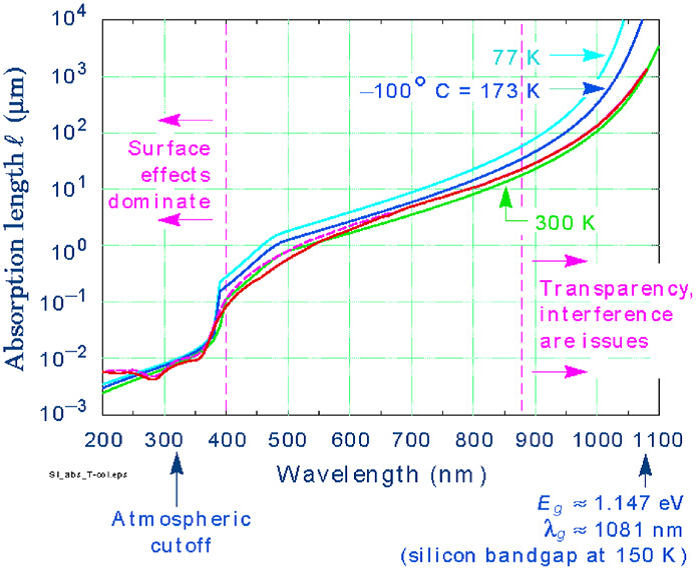 Absorption length ℓ (μm)
10⁴
10³
10²
10¹
10⁰
10⁻¹
10⁻²
10⁻³
77 K
−100° C = 173 K
Surface
effects
dominate
300 K
Transparency,
interference
are issues
200 300 400 500 600 700 800 900 1000 1100
Wavelength (nm)
SI_abs_T-col.eps
Atmospheric
cutoff
E g ≈ 1.147 eV
λg ≈ 1081 nm
(silicon bandgap at 150 K)